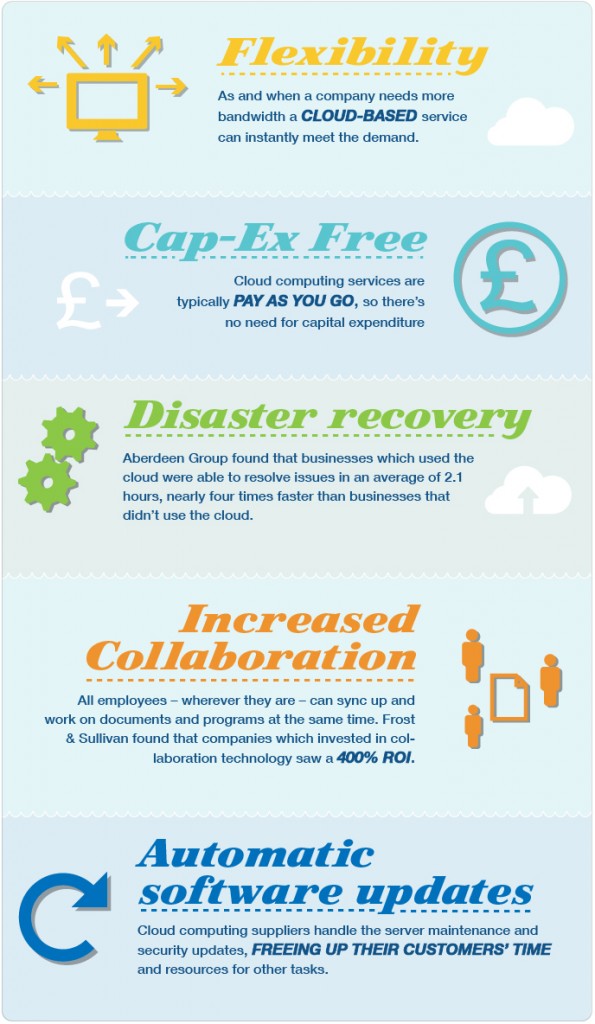 Flexibility
As and when a company needs more
bandwidth a CLOUD-BASED service
can instantly meet the demand.
Cap-Ex Free
Cloud computing services are
typically PAY AS YOU GO, so there's
no need for capital expenditure
£
£
Disaster recovery
Aberdeen Group found that businesses which used the
cloud were able to resolve issues in an average of 2.1
hours, nearly four times faster than businesses that
didn't use the cloud.
Increased
Collaboration
All employees – wherever they are – can sync up and
work on documents and programs at the same time. Frost
& Sullivan found that companies which invested in col-
laboration technology saw a 400% ROI.
Automatic
software updates
Cloud computing suppliers handle the server maintenance and
security updates, FREEING UP THEIR CUSTOMERS' TIME
and resources for other tasks.